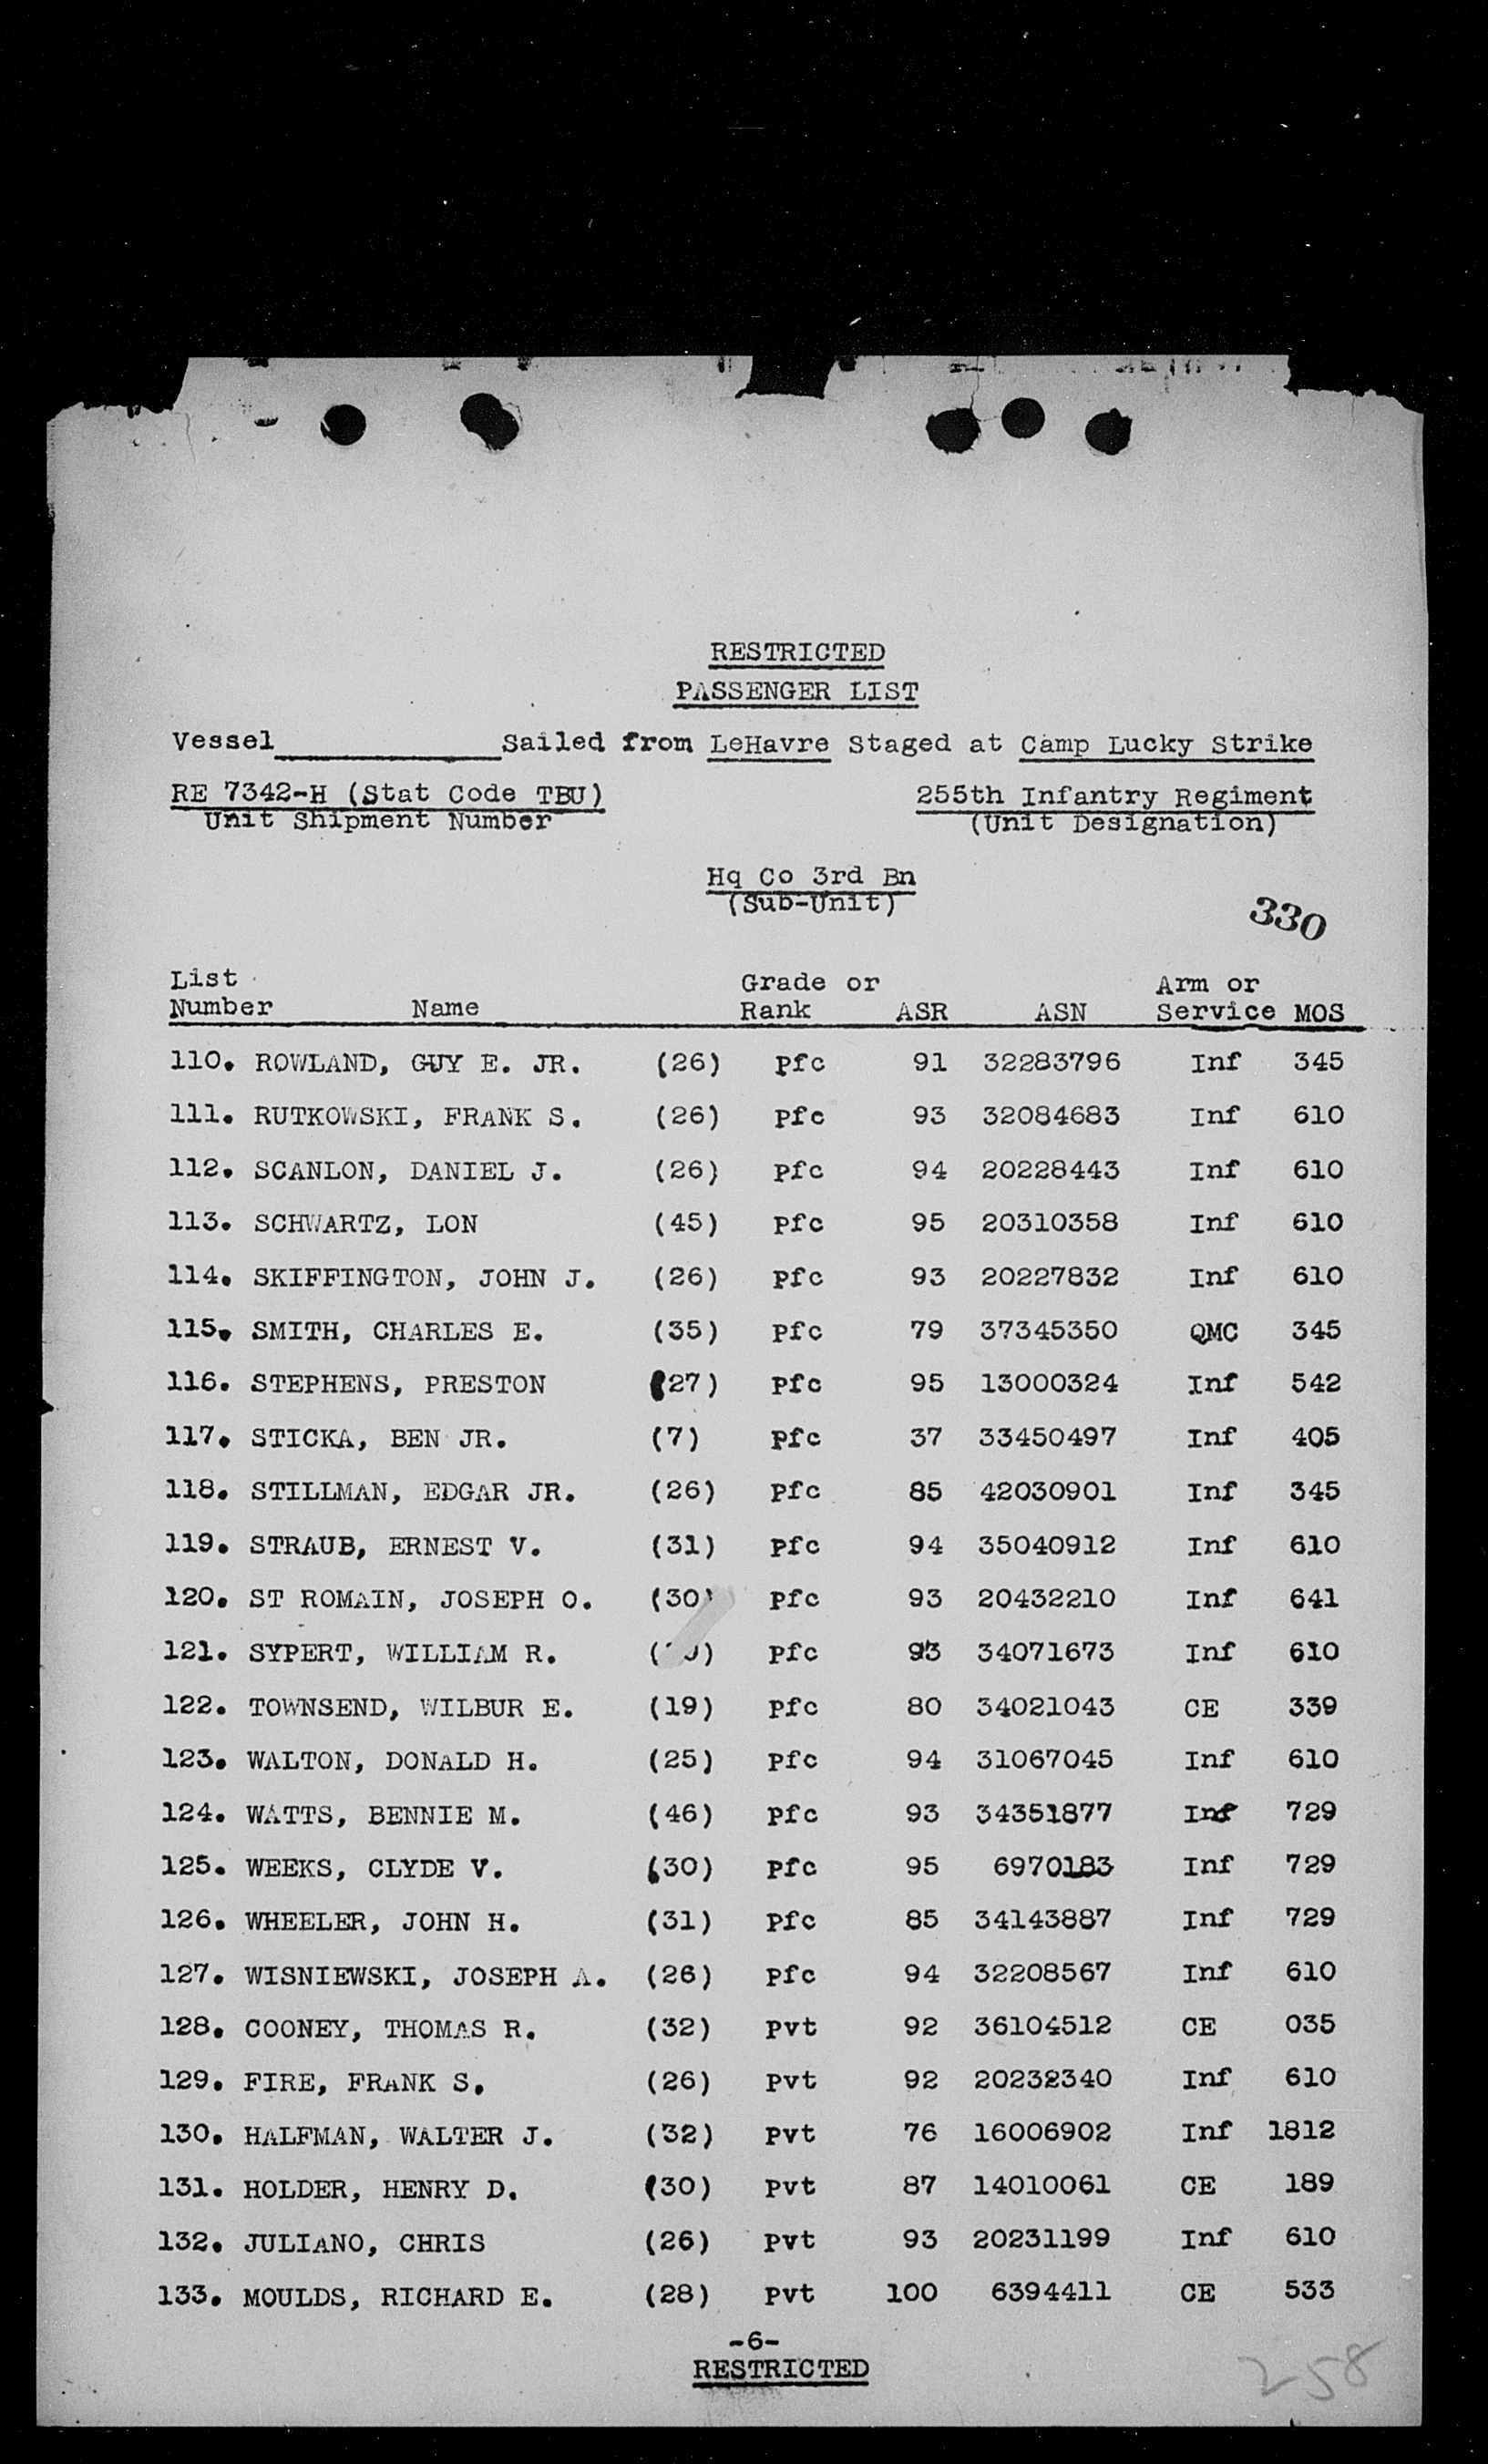 RESTRICTED
PASSENGER LIST
Vessel____________Sailed from LeHavre Staged at Camp Lucky Strike
RE 7342-H (Stat Code TBU) 255th Infantry Regiment
Unit Shipment Number (Unit Designation)
Hq Co 3rd Bn
(Sub-Unit)
330
List Grade or Arm or
Number Name Rank ASR ASN Service MOS
110. ROWLAND, GUY E. JR. (26) Pfc 91 32283796 Inf 345
111. RUTKOWSKI, FRANK S. (26) Pfc 93 32084683 Inf 610
112. SCANLON, DANIEL J. (26) Pfc 94 20228443 Inf 610
113. SCHWARTZ, LON (45) Pfc 95 20310358 Inf 610
114. SKIFFINGTON, JOHN J. (26) Pfc 93 20227832 Inf 610
115. SMITH, CHARLES E. (35) Pfc 79 37345350 QMC 345
116. STEPHENS, PRESTON (27) Pfc 95 13000324 Inf 542
117. STICKA, BEN JR. (7) Pfc 37 33450497 Inf 405
118. STILLMAN, EDGAR JR. (26) Pfc 85 42030901 Inf 345
119. STRAUB, ERNEST V. (31) Pfc 94 35040912 Inf 610
120. ST ROMAIN, JOSEPH O. (30) Pfc 93 20432210 Inf 641
121. SYPERT, WILLIAM R. Pfc 93 34071673 Inf 610
122. TOWNSEND, WILBUR E. (19) Pfc 80 34021043 CE 339
123. WALTON, DONALD H. (25) Pfc 94 31067045 Inf 610
124. WATTS, BENNIE M. (46) Pfc 93 34351877 Inf 729
125. WEEKS, CLYDE V. (30) Pfc 95 6970183 Inf 729
126. WHEELER, JOHN H. (31) Pfc 85 34143887 Inf 729
127. WISNIEWSKI, JOSEPH A. (26) Pfc 94 32208567 Inf 610
128. COONEY, THOMAS R. (32) Pvt 92 36104512 CE 035
129. FIRE, FRANK S. (26) Pvt 92 20232340 Inf 610
130. HALFMAN, WALTER J. (32) Pvt 76 16006902 Inf 1812
131. HOLDER, HENRY D. (30) Pvt 87 14010061 CE 189
132. JULIANO, CHRIS (26) Pvt 93 20231199 Inf 610
133. MOULDS, RICHARD E. (28) Pvt 100 6394411 CE 533
-6-
RESTRICTED
258